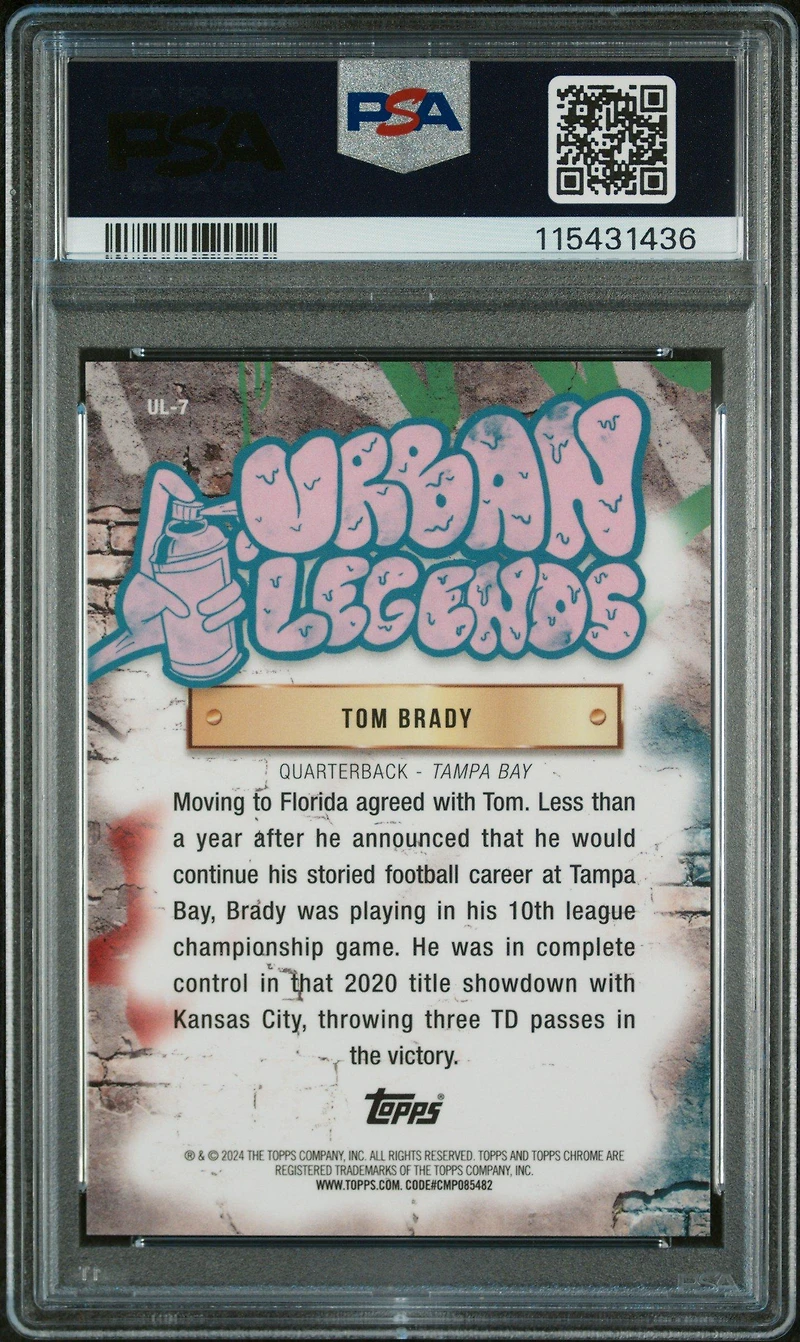 PSA
PSA
115431436
UL-7
URBAN
LEGENDS
TOM BRADY
QUARTERBACK - TAMPA BAY
Moving to Florida agreed with Tom. Less than
a year after he announced that he would
continue his storied football career at Tampa
Bay, Brady was playing in his 10th league
championship game. He was in complete
control in that 2020 title showdown with
Kansas City, throwing three TD passes in
the victory.
topps®
® & © 2024 THE TOPPS COMPANY, INC. ALL RIGHTS RESERVED. TOPPS AND TOPPS CHROME ARE
REGISTERED TRADEMARKS OF THE TOPPS COMPANY, INC.
WWW.TOPPS.COM. CODE#CMP085482
PSA